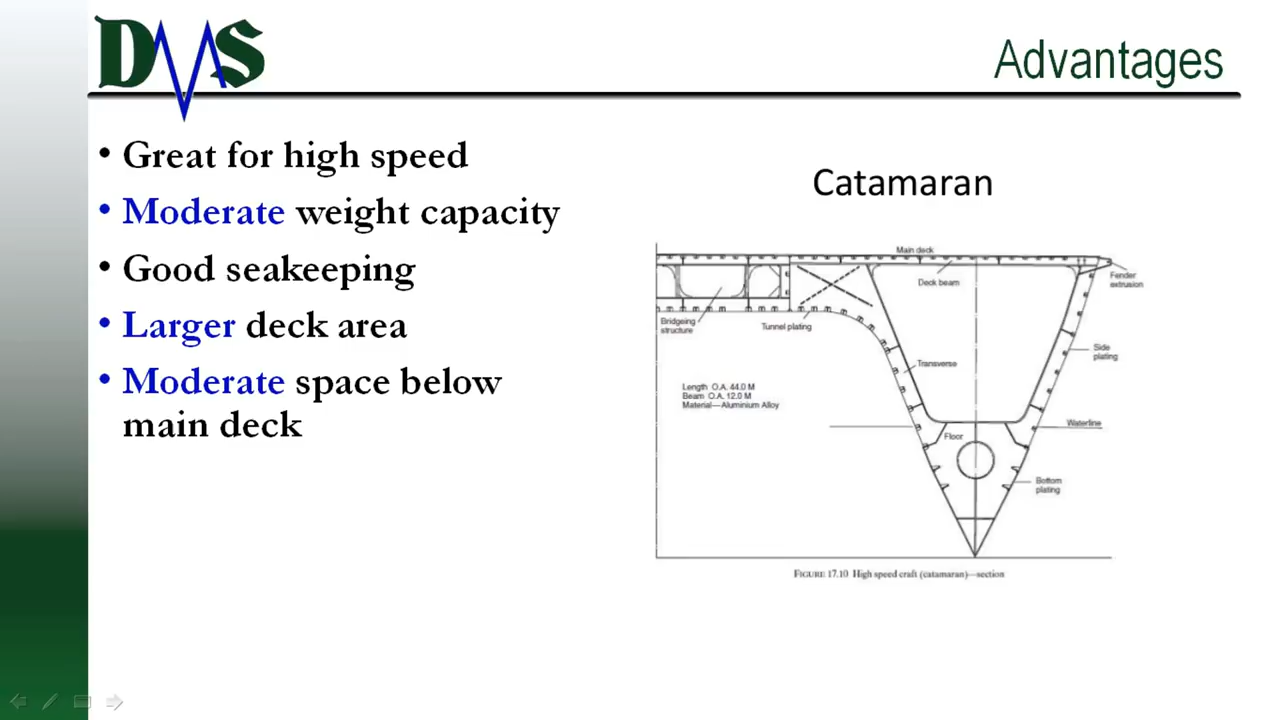 DMS
Advantages
• Great for high speed
• Moderate weight capacity
• Good seakeeping
• Larger deck area
• Moderate space below
main deck
Catamaran
Main deck
Deck beam
Fender
extrusion
Bridgeing
structure
Tunnel plating
Side
plating
Transverse
Length O.A. 44.0 M
Beam O.A. 12.0 M
Material—Aluminium Alloy
Waterline
Floor
Bottom
plating
FIGURE 17.10 High speed craft (catamaran)—section